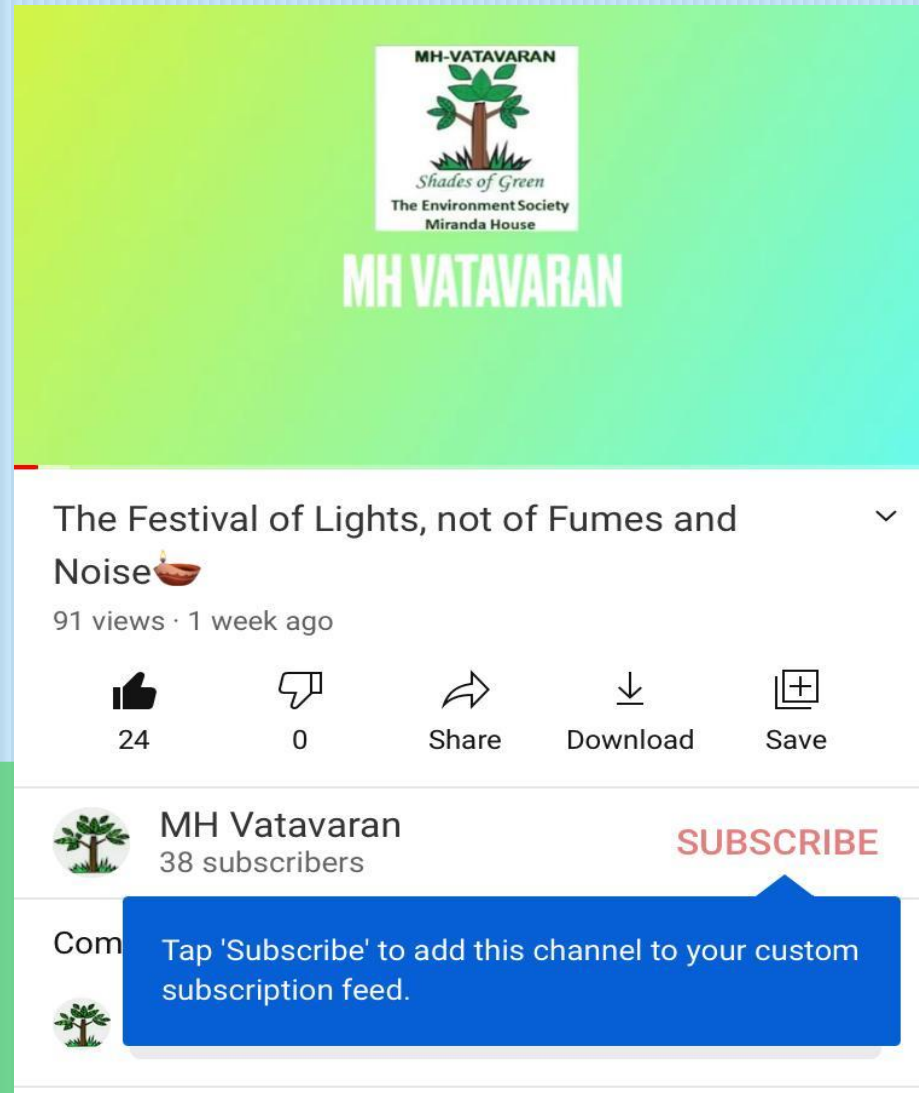 MH-VATAVARAN
Shades of Green
The Environment Society
Miranda House
MH VATAVARAN
The Festival of Lights, not of Fumes and
Noise🪔
91 views · 1 week ago
24
0
Share
Download
Save
MH Vatavaran
38 subscribers
SUBSCRIBE
Com
Tap 'Subscribe' to add this channel to your custom
subscription feed.